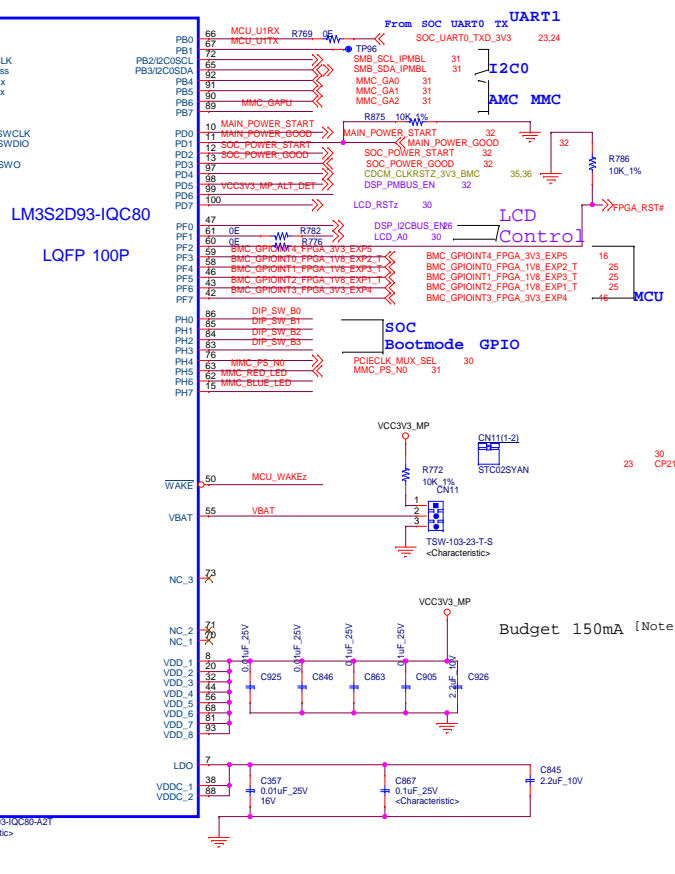 From SOC UART0 TX UART1
PB0 66 MCU_U1RX R769 0E SOC_UART0_TXD_3V3 23,24
PB1 67 MCU_U1TX TP96
LK PB2/I2C0SCL 72 SMB_SCL_IPMBL 31
ss PB3/I2C0SDA 65 SMB_SDA_IPMBL 31 I2C0
x PB4 92 MMC_GA0 31
x PB5 91 MMC_GA1 31
PB6 90 MMC_GAPU MMC_GA2 31 AMC MMC
PB7 89
R875 10K_1%
SWCLK PD0 10 MAIN_POWER_START MAIN_POWER_START 32
SWDIO PD1 11 MAIN_POWER_GOOD MAIN_POWER_GOOD 32
PD2 12 SOC_POWER_START SOC_POWER_START 32
SWO PD3 13 SOC_POWER_GOOD SOC_POWER_GOOD 32
R786
10K_1%
PD4 97 CDCM_CLKRSTZ_3V3_BMC 35,36
PD5 98 VCC3V3_MP_ALT_DET DSP_PMBUS_EN 32
PD6 99
PD7 100 LCD_RSTz 30 FPGA_RST#
LM3S2D93-IQC80
LQFP 100P
PF0 47
PF1 61 0E R782 DSP_I2CBUS_EN 26 LCD
PF2 60 0E R776 LCD_A0 30 Control
PF3 59 BMC_GPIOINT4_FPGA_3V3_EXP5 BMC_GPIOINT4_FPGA_3V3_EXP5 16
PF4 58 BMC_GPIOINT0_FPGA_1V8_EXP2_T BMC_GPIOINT0_FPGA_1V8_EXP2_T 25
PF5 46 BMC_GPIOINT1_FPGA_1V8_EXP3_T BMC_GPIOINT1_FPGA_1V8_EXP3_T 25
PF6 43 BMC_GPIOINT2_FPGA_1V8_EXP1_T BMC_GPIOINT2_FPGA_1V8_EXP1_T 25
PF7 42 BMC_GPIOINT3_FPGA_3V3_EXP4 BMC_GPIOINT3_FPGA_3V3_EXP4 16 MCU
PH0 86 DIP_SW_B0
PH1 85 DIP_SW_B1 SOC
PH2 84 DIP_SW_B2 Bootmode GPIO
PH3 83 DIP_SW_B3
PH4 76 PCIECLK_MUX_SEL 30
PH5 63 MMC_PS_N0 MMC_PS_N0 31
PH6 62 MMC_RED_LED
PH7 15 MMC_BLUE_LED
VCC3V3_MP
CN11(1-2)
STC02SYAN
30
23 CP21
R772
10K_1%
WAKE 50 MCU_WAKEz
CN11
1
VBAT 55 VBAT 2
3
TSW-103-23-T-S
<Characteristic>
NC_3 73
VCC3V3_MP
NC_2 71
NC_1 70
Budget 150mA [Note
VDD_1 8
VDD_2 20
VDD_3 32
VDD_4 44
VDD_5 56
VDD_6 68
VDD_7 81
VDD_8 93
0.01uF_25V C925
0.01uF_25V C846
0.1uF_25V C863
0.1uF_25V C905
2.2uF_10V C926
LDO 7
VDDC_1 38
VDDC_2 88
C357
0.01uF_25V
16V
C867
0.1uF_25V
<Characteristic>
C845
2.2uF_10V
93-IQC80-A2T
tic>